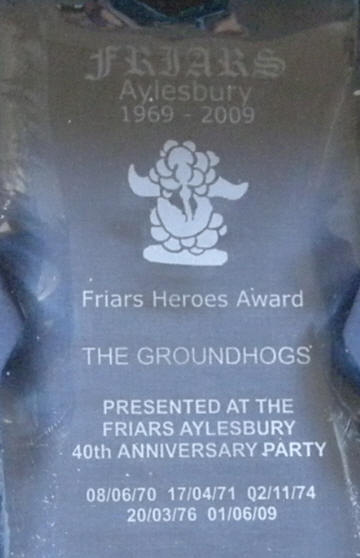 FRIARS
Aylesbury
1969 - 2009
Friars Heroes Award
THE GROUNDHOGS
PRESENTED AT THE
FRIARS AYLESBURY
40th ANNIVERSARY PARTY
08/06/70 17/04/71 02/11/74
20/03/76 01/06/09